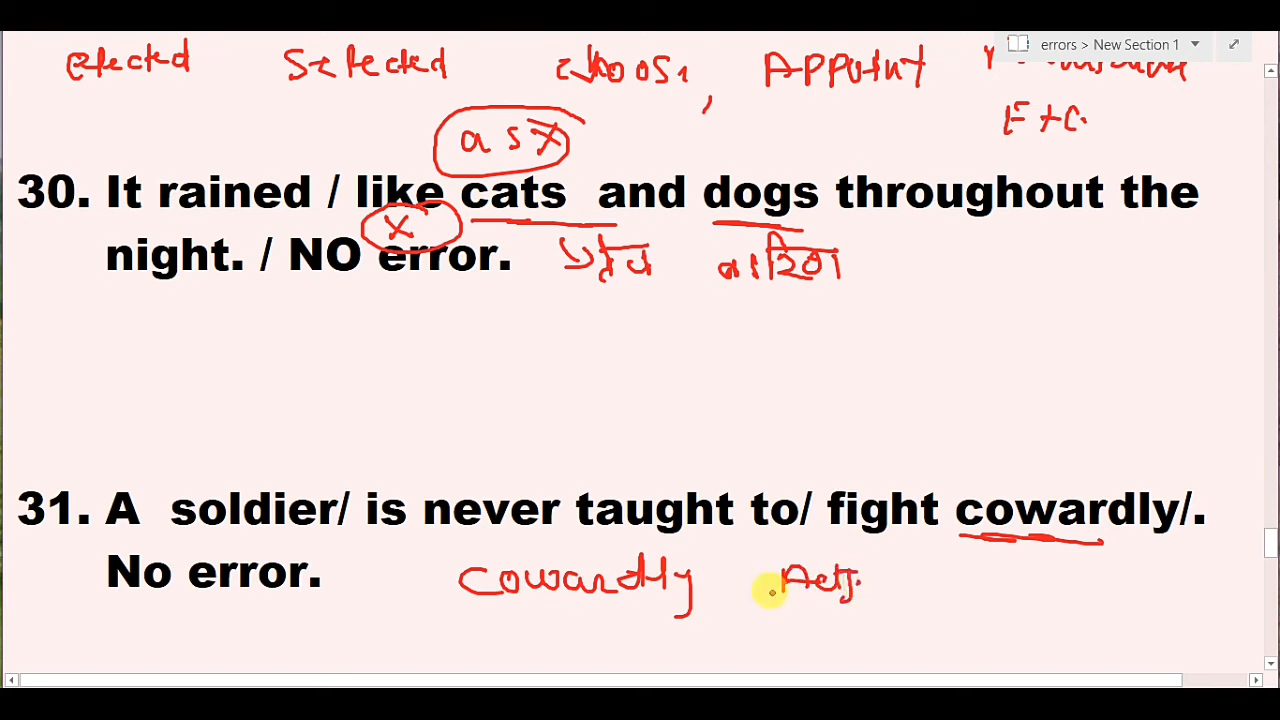 errors > New Section 1
elected selected choose, Appoint
Etc.
as
30. It rained / like cats and dogs throughout the
night. / NO error.
31. A soldier/ is never taught to/ fight cowardly/.
No error.
cowardly Adj.